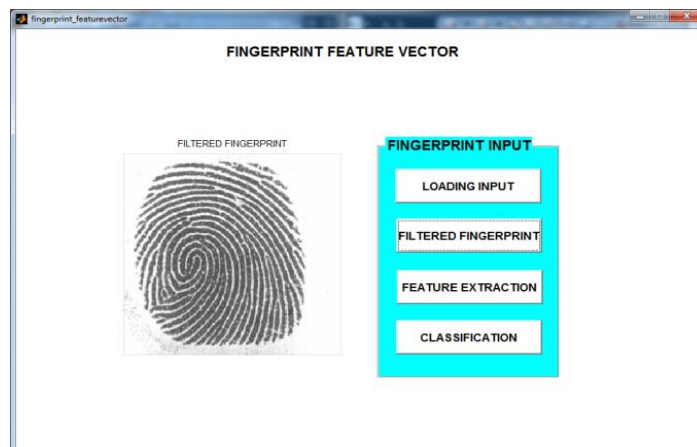 fingerprint_featurevector
FINGERPRINT FEATURE VECTOR
FILTERED FINGERPRINT
FINGERPRINT INPUT
LOADING INPUT
FILTERED FINGERPRINT
FEATURE EXTRACTION
CLASSIFICATION